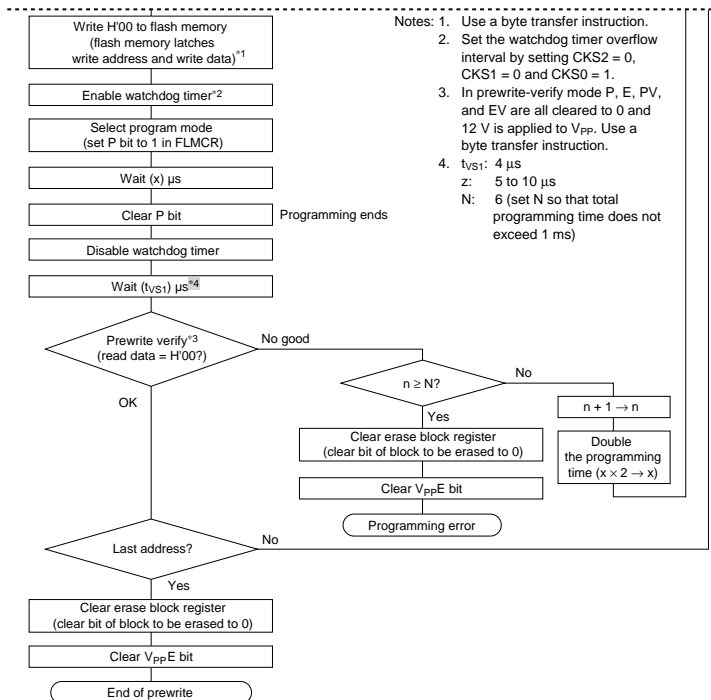 Write H'00 to flash memory
(flash memory latches
write address and write data)*1
Enable watchdog timer*2
Select program mode
(set P bit to 1 in FLMCR)
Wait (x) μs
Clear P bit
Programming ends
Disable watchdog timer
Wait (tVS1) μs*4
Notes: 1. Use a byte transfer instruction.
2. Set the watchdog timer overflow
interval by setting CKS2 = 0,
CKS1 = 0 and CKS0 = 1.
3. In prewrite-verify mode P, E, PV,
and EV are all cleared to 0 and
12 V is applied to VPP. Use a
byte transfer instruction.
4. tVS1: 4 μs
z: 5 to 10 μs
N: 6 (set N so that total
programming time does not
exceed 1 ms)
Prewrite verify*3
(read data = H'00?)
No good
OK
n ≥ N?
No
Yes
n + 1 → n
Double
the programming
time (x × 2 → x)
Clear erase block register
(clear bit of block to be erased to 0)
Clear VPPE bit
Programming error
Last address?
No
Yes
Clear erase block register
(clear bit of block to be erased to 0)
Clear VPPE bit
End of prewrite